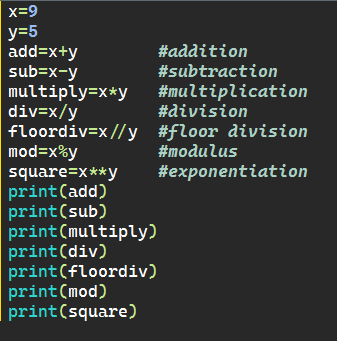 x=9
y=5
add=x+y        #addition
sub=x-y        #subtraction
multiply=x*y   #multiplication
div=x/y        #division
floordiv=x//y  #floor division
mod=x%y        #modulus
square=x**y    #exponentiation
print(add)
print(sub)
print(multiply)
print(div)
print(floordiv)
print(mod)
print(square)